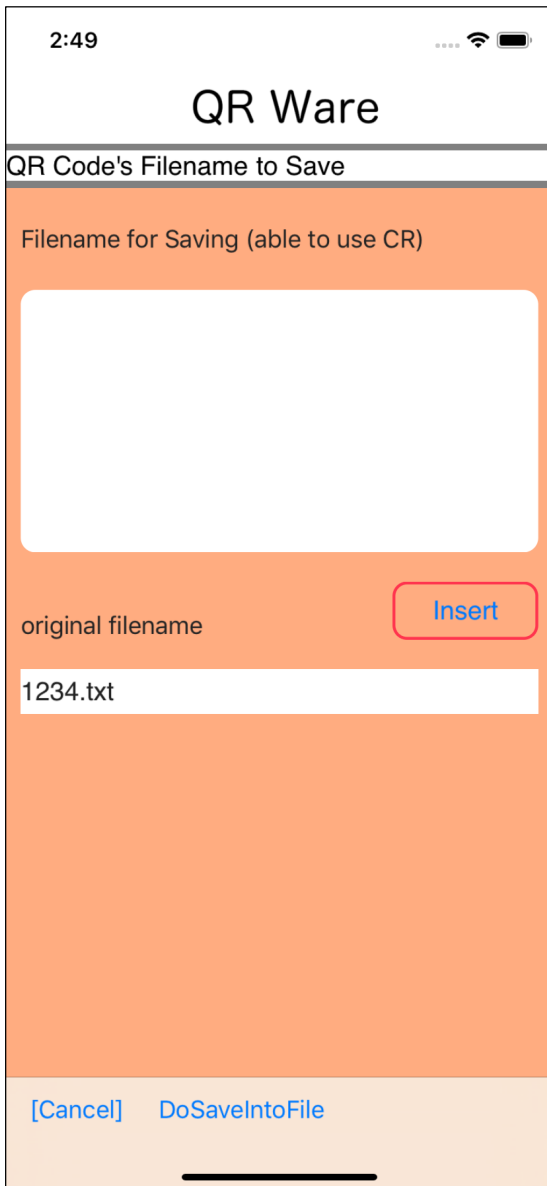 2:49
QR Ware
QR Code's Filename to Save
Filename for Saving (able to use CR)
Insert
original filename
1234.txt
[Cancel] DoSaveIntoFile